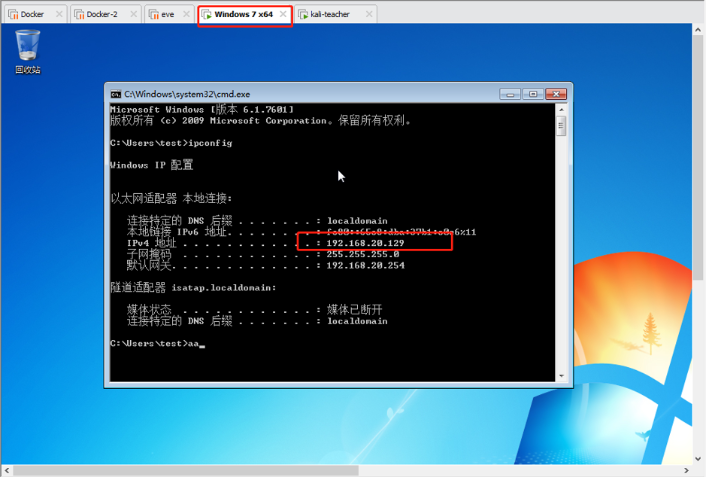 Docker Docker-2 eve Windows 7 x64 kali-teacher
回收站
C:\Windows\system32\cmd.exe
Microsoft Windows [版本 6.1.7601]
版权所有 (c) 2009 Microsoft Corporation。保留所有权利。
C:\Users\test>ipconfig
Windows IP 配置
以太网适配器 本地连接:
连接特定的 DNS 后缀 . . . . . . . : localdomain
本地链接 IPv6 地址. . . . . . . . :
IPv4 地址 . . . . . . . . . . . . : 192.168.20.129
子网掩码 . . . . . . . . . . . . : 255.255.255.0
默认网关. . . . . . . . . . . . . : 192.168.20.254
隧道适配器 isatap.localdomain:
媒体状态 . . . . . . . . . . . . : 媒体已断开
连接特定的 DNS 后缀 . . . . . . . : localdomain
C:\Users\test>aa_